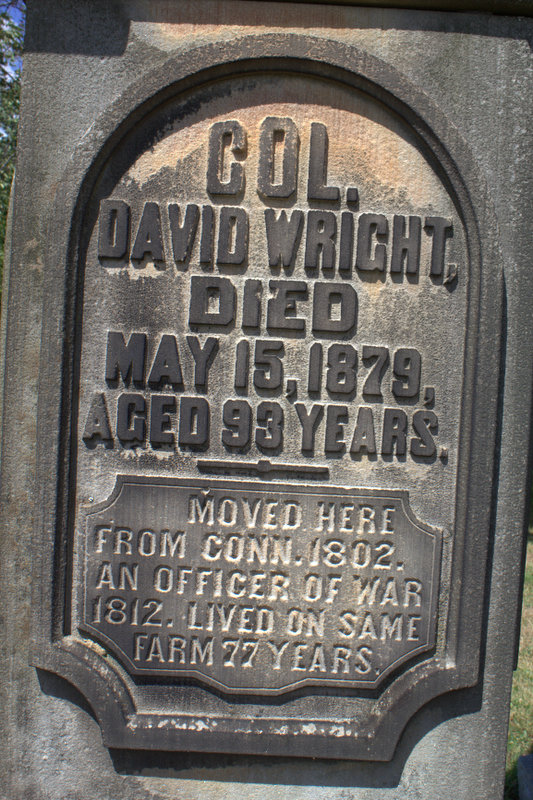 COL.
DAVID WRIGHT,
DIED
MAY 15, 1879,
AGED 93 YEARS.
MOVED HERE
FROM CONN. 1802.
AN OFFICER OF WAR
1812. LIVED ON SAME
FARM 77 YEARS.